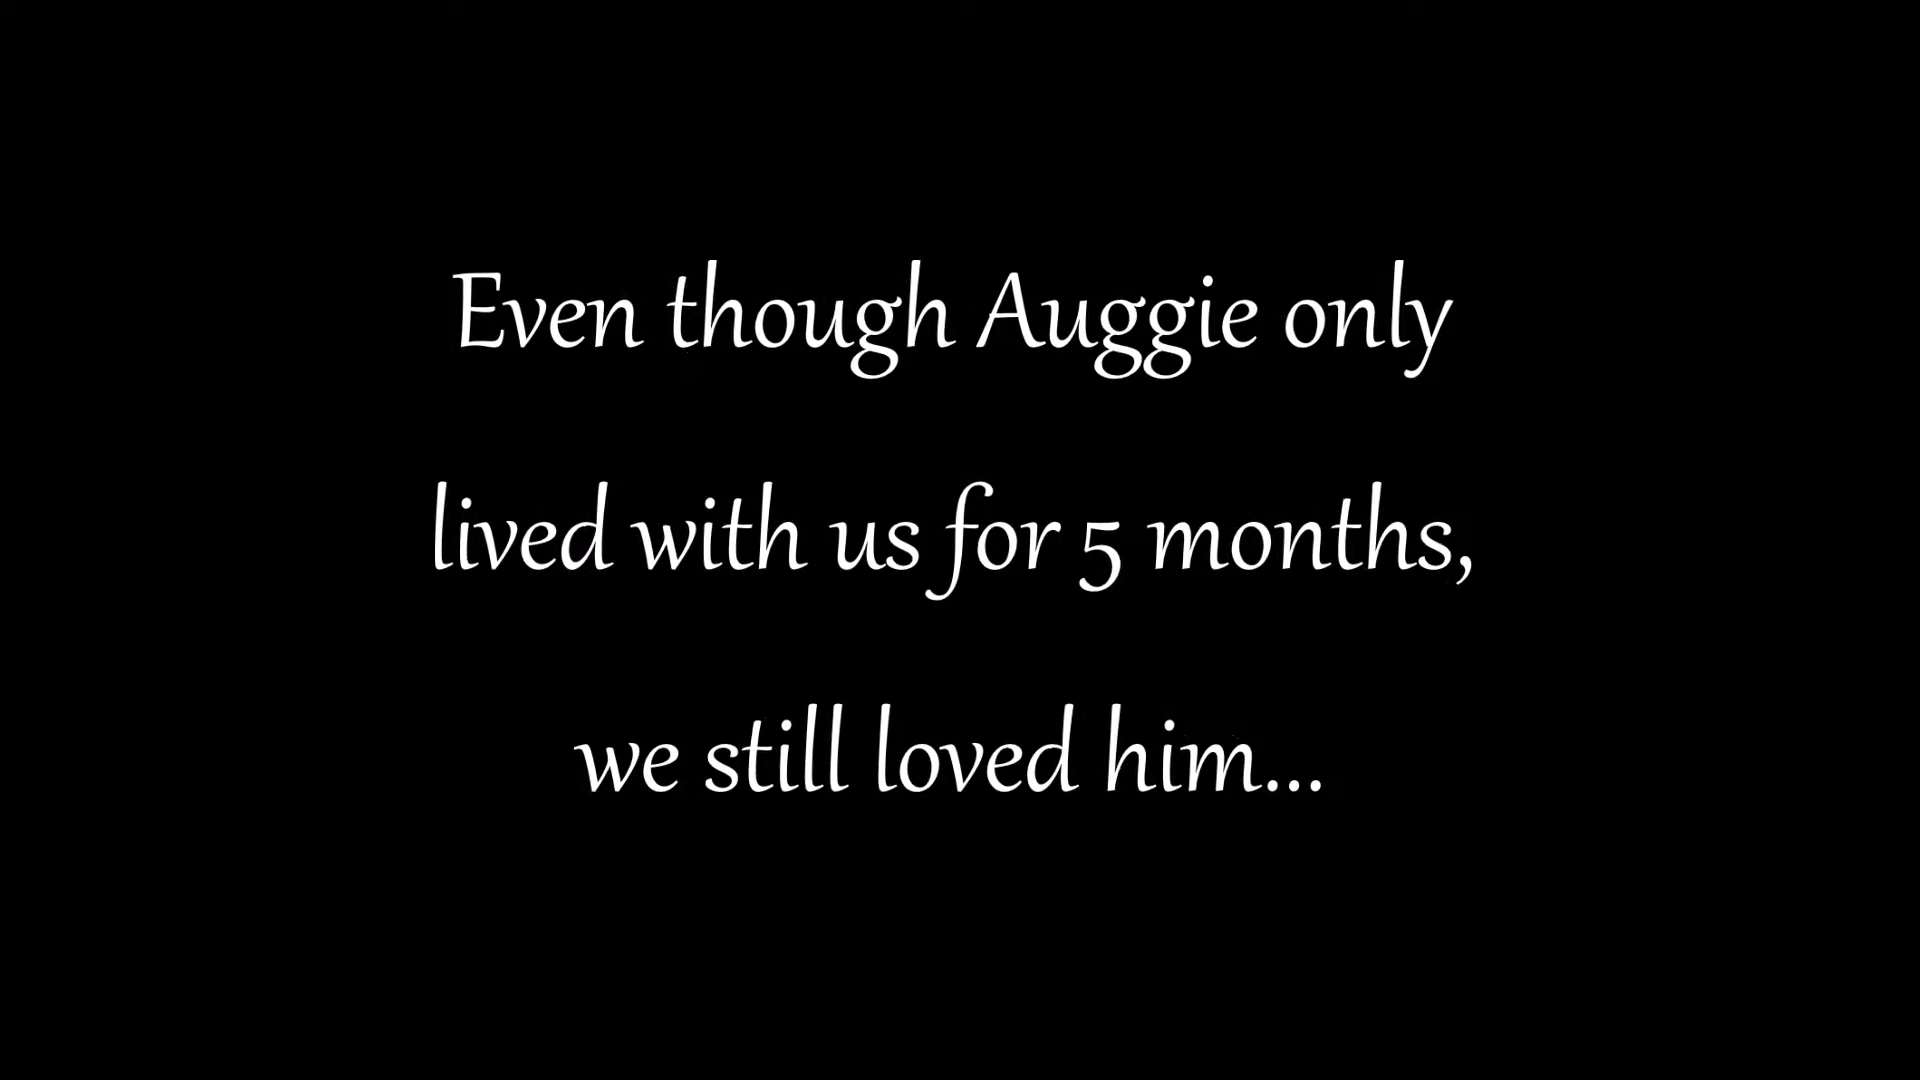 Even though Auggie only
lived with us for 5 months,
we still loved him...